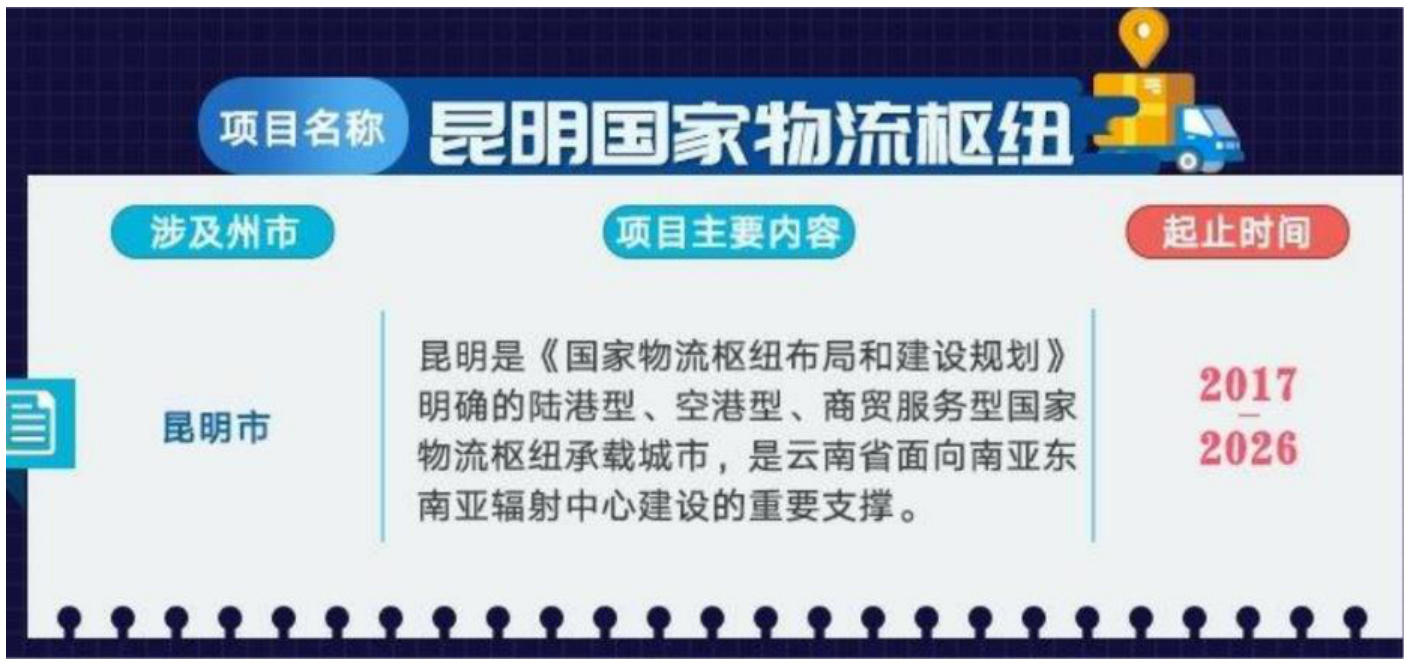 项目名称 昆明国家物流枢纽
涉及州市 项目主要内容 起止时间
昆明市
昆明是《国家物流枢纽布局和建设规划》
明确的陆港型、空港型、商贸服务型国家
物流枢纽承载城市，是云南省面向南亚东
南亚辐射中心建设的重要支撑。
2017
—
2026